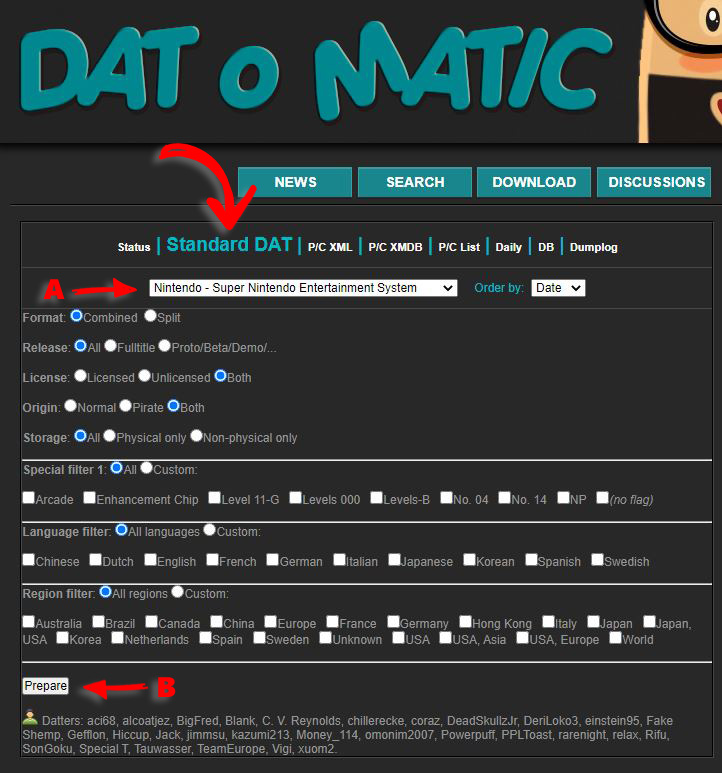 DAT o MATIC
NEWS SEARCH DOWNLOAD DISCUSSIONS
Status | Standard DAT | P/C XML | P/C XMDB | P/C List | Daily | DB | Dumplog
A Nintendo - Super Nintendo Entertainment System Order by: Date
Format: Combined Split
Release: All Fulltitle Proto/Beta/Demo/...
License: Licensed Unlicensed Both
Origin: Normal Pirate Both
Storage: All Physical only Non-physical only
Special filter 1: All Custom:
Arcade Enhancement Chip Level 11-G Levels 000 Levels-B No. 04 No. 14 NP (no flag)
Language filter: All languages Custom:
Chinese Dutch English French German Italian Japanese Korean Spanish Swedish
Region filter: All regions Custom:
Australia Brazil Canada China Europe France Germany Hong Kong Italy Japan Japan,
USA Korea Netherlands Spain Sweden Unknown USA USA, Asia USA, Europe World
Prepare B
Datters: aci68, alcoatjez, BigFred, Blank, C. V. Reynolds, chillerecke, coraz, DeadSkullzJr, DeriLoko3, einstein95, Fake
Shemp, Gefflon, Hiccup, Jack, jimmsu, kazumi213, Money_114, omonim2007, Powerpuff, PPLToast, rarenight, relax, Rifu,
SonGoku, Special T, Tauwasser, TeamEurope, Vigi, xuom2.